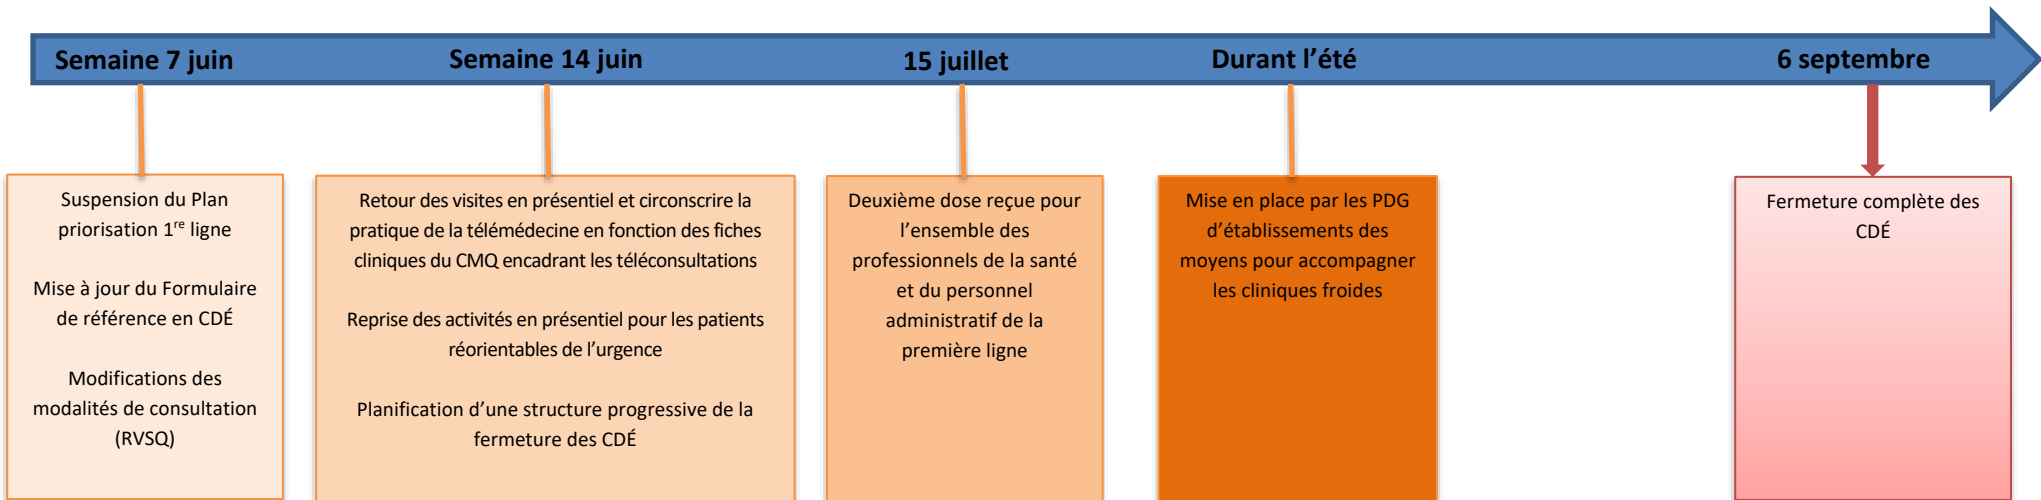 Semaine 7 juin
Semaine 14 juin
15 juillet
Durant l’été
6 septembre
Suspension du Plan
priorisation 1re ligne
Mise à jour du Formulaire
de référence en CDÉ
Modifications des
modalités de consultation
(RVSQ)
Retour des visites en présentiel et circonscrire la
pratique de la télémédecine en fonction des fiches
cliniques du CMQ encadrant les téléconsultations
Reprise des activités en présentiel pour les patients
réorientables de l’urgence
Planification d’une structure progressive de la
fermeture des CDÉ
Deuxième dose reçue pour
l’ensemble des
professionnels de la santé
et du personnel
administratif de la
première ligne
Mise en place par les PDG
d’établissements des
moyens pour accompagner
les cliniques froides
Fermeture complète des
CDÉ